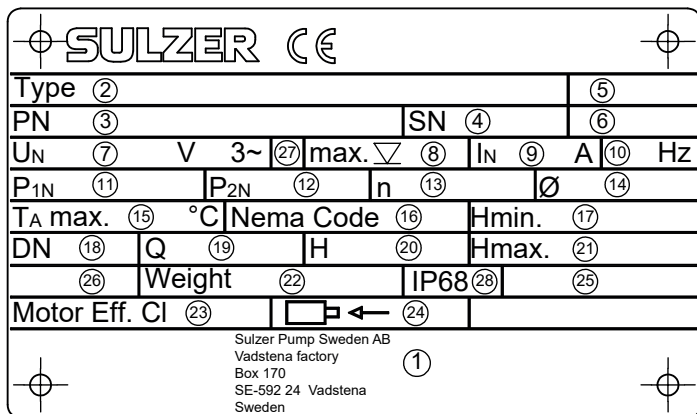 SULZER CE
Type ② ⑤
PN ③ SN ④ ⑥
UN ⑦ V 3~ ㉗ max. ⑧ IN ⑨ A ⑩ Hz
P1N ⑪ P2N ⑫ n ⑬ Ø ⑭
TA max. ⑮ °C Nema Code ⑯ Hmin. ⑰
DN ⑱ Q ⑲ H ⑳ Hmax. ㉑
㉖ Weight ㉒ IP68 ㉘ ㉕
Motor Eff. Cl ㉓ ㉔
Sulzer Pump Sweden AB
Vadstena factory
Box 170
SE-592 24 Vadstena
Sweden
①